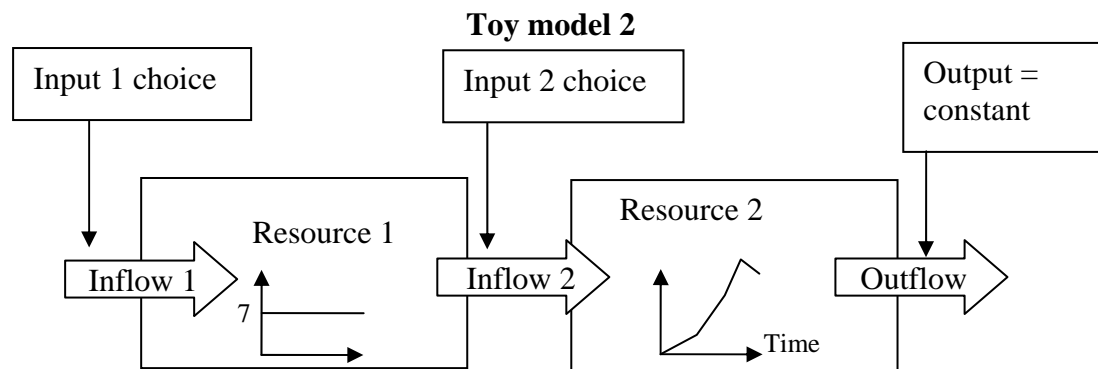 Toy model 2
Input 1 choice
Input 2 choice
Output =
constant
Resource 1
Resource 2
Inflow 1
Inflow 2
Outflow
7
Time